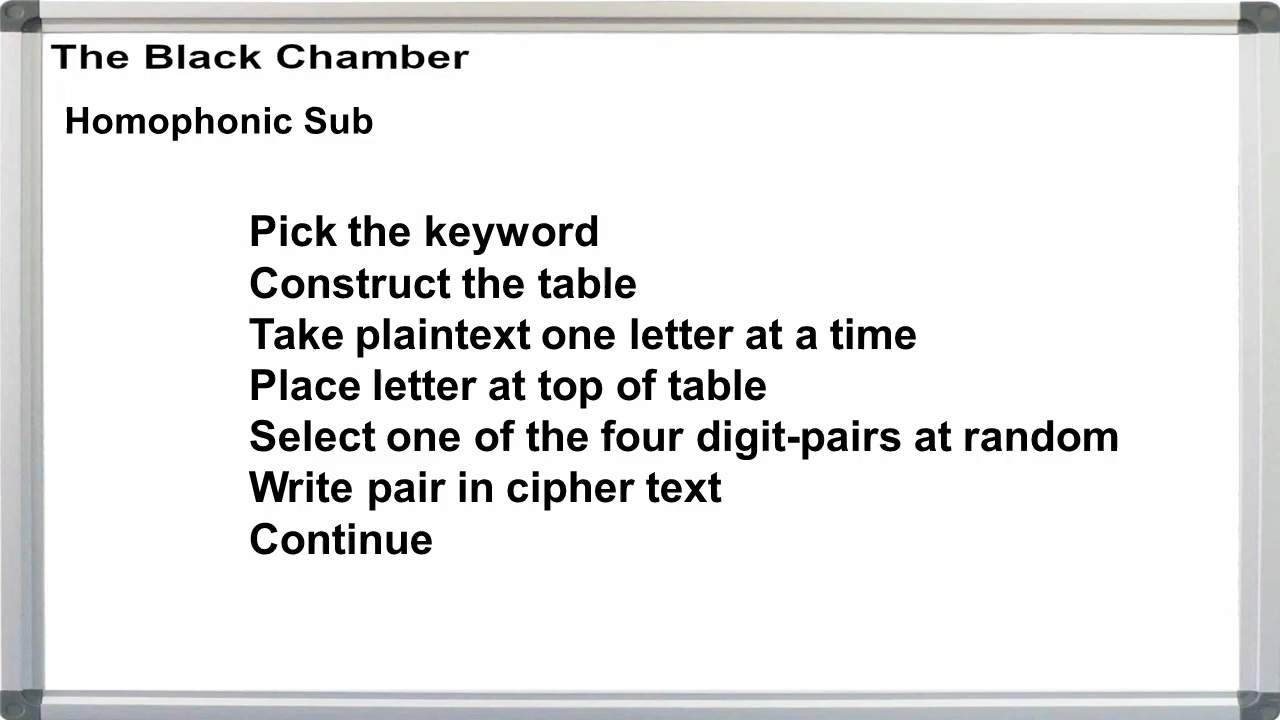 The Black Chamber
Homophonic Sub
Pick the keyword
Construct the table
Take plaintext one letter at a time
Place letter at top of table
Select one of the four digit-pairs at random
Write pair in cipher text
Continue